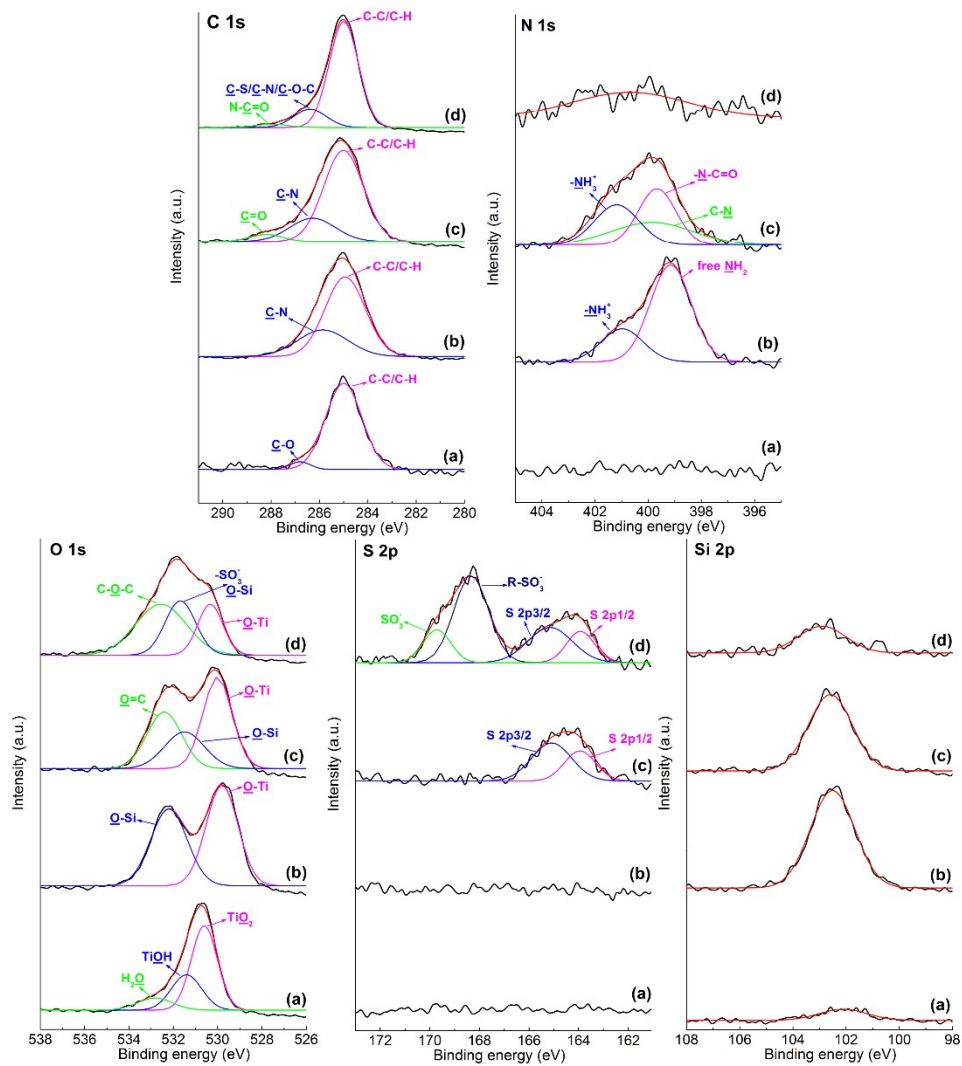 C 1s
C-C/C-H
C-S/C-N/C-O-C
N-C=O
(d)
C-C/C-H
C-N
C=O
(c)
C-C/C-H
C-N
(b)
C-C/C-H
C-O
(a)
Intensity (a.u.)
290 288 286 284 282 280
Binding energy (eV)
N 1s
(d)
-NH₃⁺
-N-C=O
C-N
(c)
free NH₂
-NH₃⁺
(b)
(a)
Intensity (a.u.)
404 402 400 398 396
Binding energy (eV)
O 1s
C-O-C
-SO₃⁻
O-Si
O-Ti
(d)
O=C
O-Ti
O-Si
(c)
O-Si
O-Ti
(b)
TiO₂
TiOH
H₂O
(a)
Intensity (a.u.)
538 536 534 532 530 528 526
Binding energy (eV)
S 2p
R-SO₃⁻
SO₃⁻
S 2p3/2
S 2p1/2
(d)
S 2p3/2
S 2p1/2
(c)
(b)
(a)
Intensity (a.u.)
172 170 168 166 164 162
Binding energy (eV)
Si 2p
(d)
(c)
(b)
(a)
Intensity (a.u.)
108 106 104 102 100 98
Binding energy (eV)